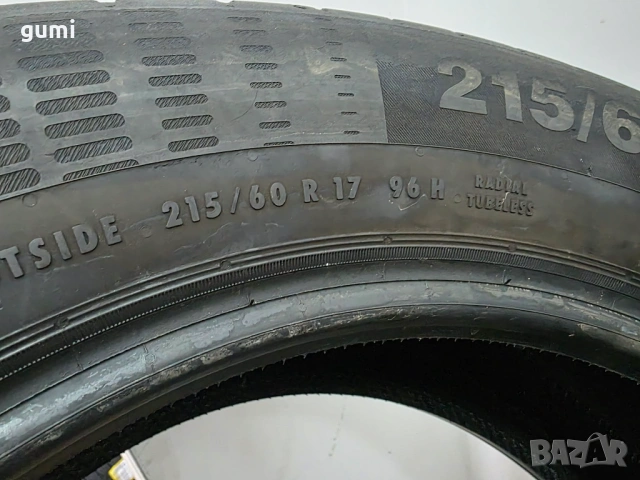 gumi
215/6
TSIDE 215/60 R 17 96 H RADIAL
TUBELESS
BAZAR